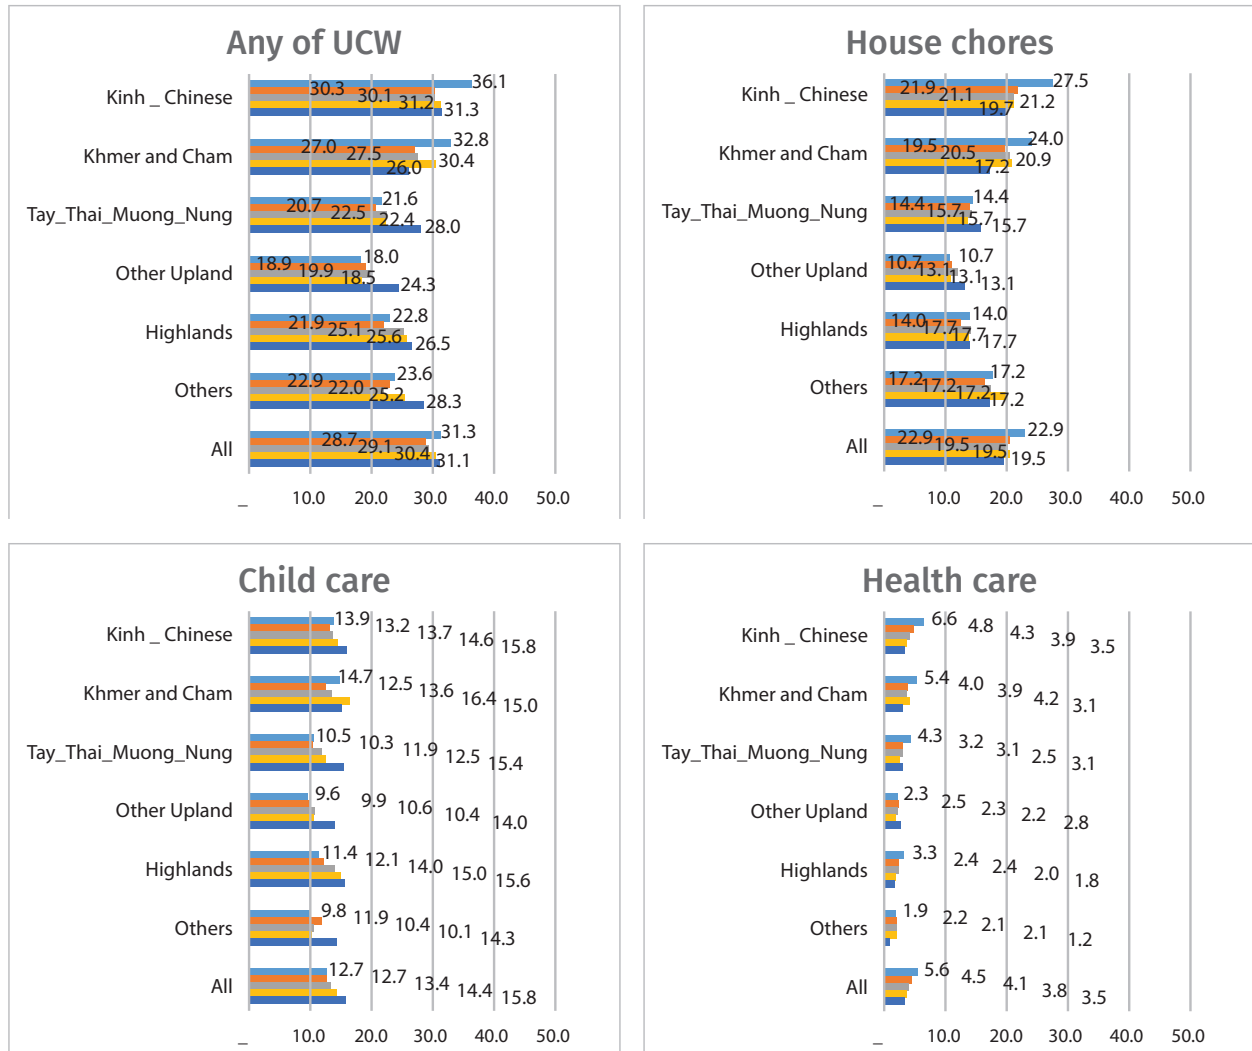 Any of UCW
Kinh _ Chinese 36.1 30.3 30.1 31.2 31.3
Khmer and Cham 32.8 27.0 27.5 30.4 26.0
Tay_Thai_Muong_Nung 21.6 20.7 22.5 22.4 28.0
Other Upland 18.0 18.9 19.9 18.5 24.3
Highlands 22.8 21.9 25.1 25.6 26.5
Others 23.6 22.9 22.0 25.2 28.3
All 31.3 28.7 29.1 30.4 31.1
_ 10.0 20.0 30.0 40.0 50.0
House chores
Kinh _ Chinese 27.5 21.9 21.1 21.2 19.7
Khmer and Cham 24.0 19.5 20.5 20.9 17.2
Tay_Thai_Muong_Nung 14.4 14.4 15.7 15.7 15.7
Other Upland 10.7 10.7 13.1 13.1 13.1
Highlands 14.0 14.0 17.7 17.7 17.7
Others 17.2 17.2 17.2 17.2 17.2
All 22.9 22.9 19.5 19.5 19.5
_ 10.0 20.0 30.0 40.0 50.0
Child care
Kinh _ Chinese 13.9 13.2 13.7 14.6 15.8
Khmer and Cham 14.7 12.5 13.6 16.4 15.0
Tay_Thai_Muong_Nung 10.5 10.3 11.9 12.5 15.4
Other Upland 9.6 9.9 10.6 10.4 14.0
Highlands 11.4 12.1 14.0 15.0 15.6
Others 9.8 11.9 10.4 10.1 14.3
All 12.7 12.7 13.4 14.4 15.8
_ 10.0 20.0 30.0 40.0 50.0
Health care
Kinh _ Chinese 6.6 4.8 4.3 3.9 3.5
Khmer and Cham 5.4 4.0 3.9 4.2 3.1
Tay_Thai_Muong_Nung 4.3 3.2 3.1 2.5 3.1
Other Upland 2.3 2.5 2.3 2.2 2.8
Highlands 3.3 2.4 2.4 2.0 1.8
Others 1.9 2.2 2.1 2.1 1.2
All 5.6 4.5 4.1 3.8 3.5
_ 10.0 20.0 30.0 40.0 50.0